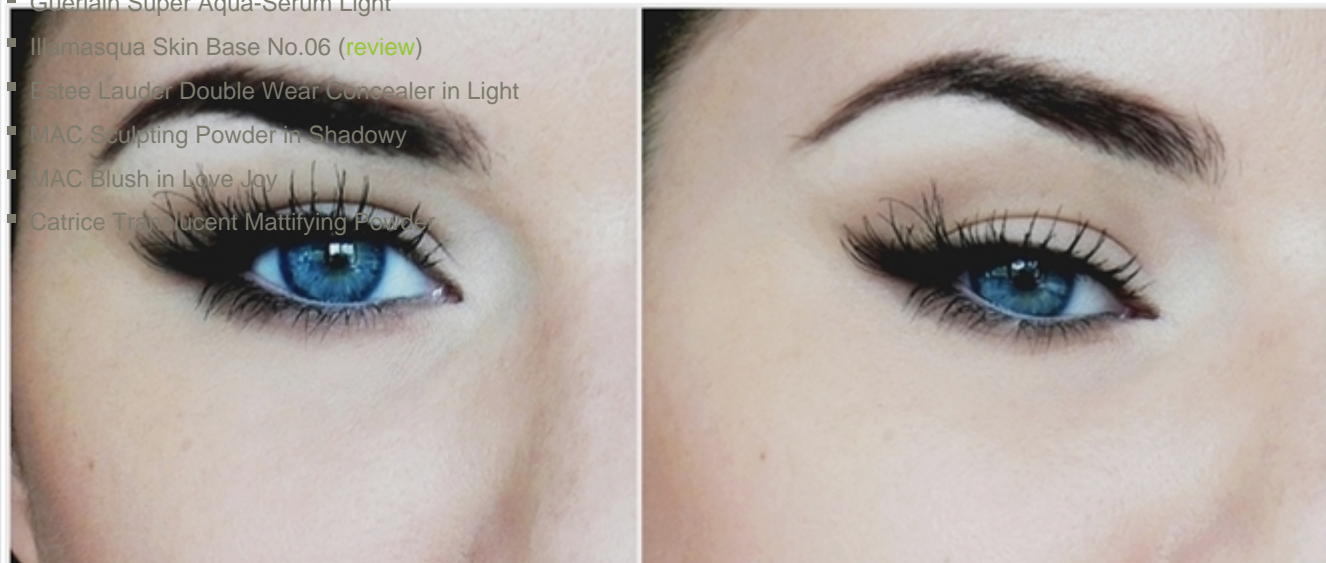 Guerlain Super Aqua-Serum Light
Illamasqua Skin Base No.06 (review)
Estee Lauder Double Wear Concealer in Light
MAC Sculpting Powder in Shadowy
MAC Blush in Love Joy
Catrice Translucent Mattifying Powder